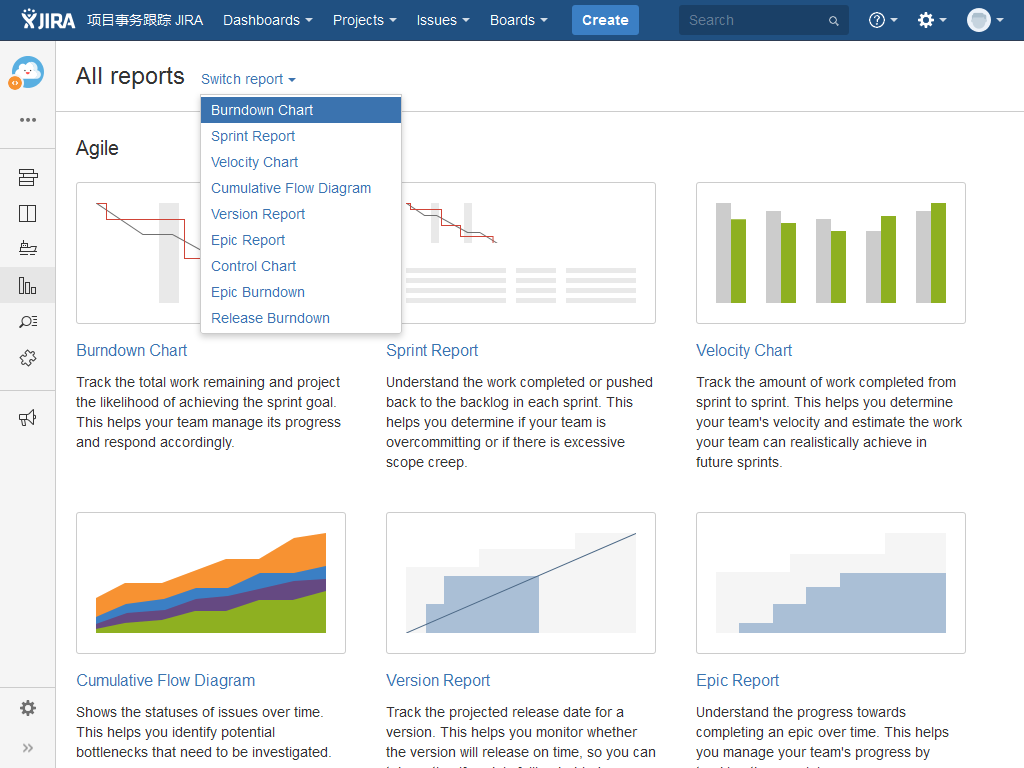 JIRA 项目事务跟踪 JIRA Dashboards Projects Issues Boards Create Search
All reports Switch report
Burndown Chart
Sprint Report
Velocity Chart
Cumulative Flow Diagram
Version Report
Epic Report
Control Chart
Epic Burndown
Release Burndown
Agile
Burndown Chart
Track the total work remaining and project
the likelihood of achieving the sprint goal.
This helps your team manage its progress
and respond accordingly.
Sprint Report
Understand the work completed or pushed
back to the backlog in each sprint. This
helps you determine if your team is
overcommitting or if there is excessive
scope creep.
Velocity Chart
Track the amount of work completed from
sprint to sprint. This helps you determine
your team's velocity and estimate the work
your team can realistically achieve in
future sprints.
Cumulative Flow Diagram
Shows the statuses of issues over time.
This helps you identify potential
bottlenecks that need to be investigated.
Version Report
Track the projected release date for a
version. This helps you monitor whether
the version will release on time, so you can
Epic Report
Understand the progress towards
completing an epic over time. This helps
you manage your team's progress by